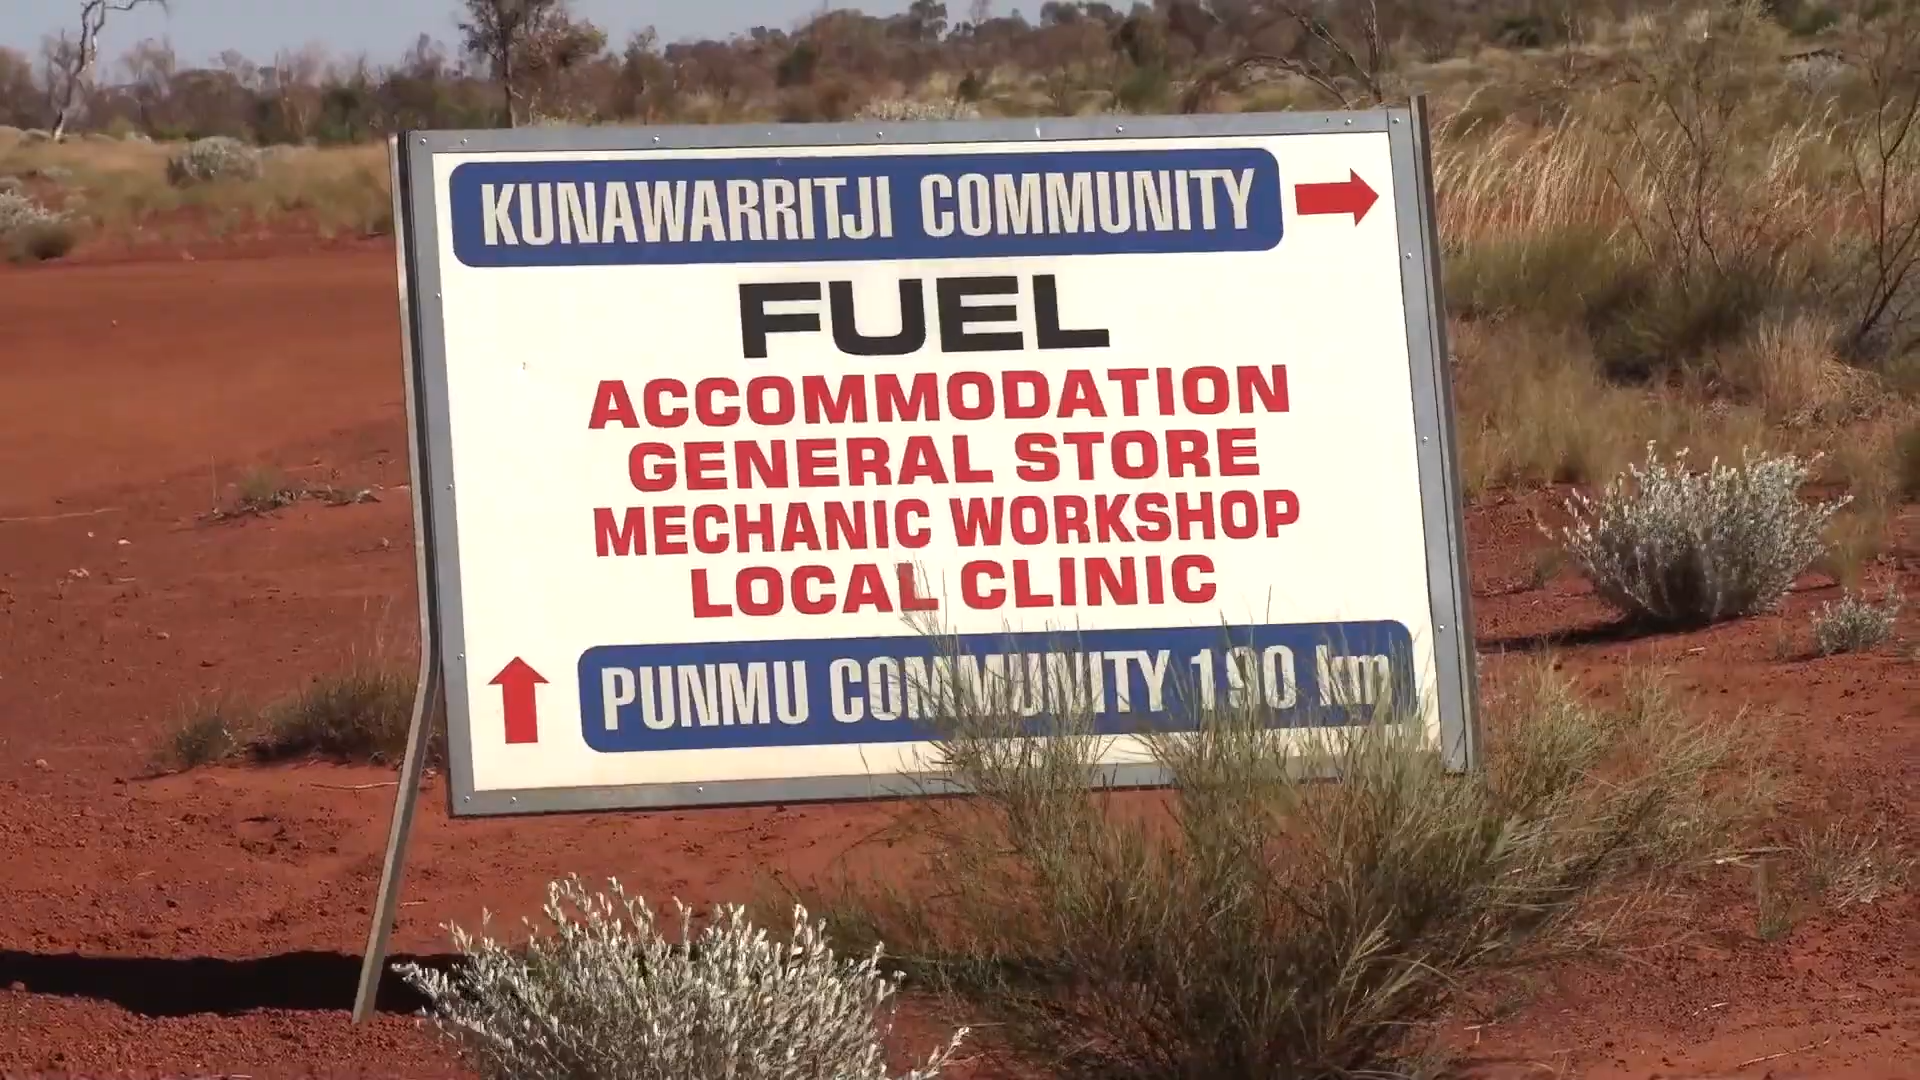 KUNAWARRITJI COMMUNITY
FUEL
ACCOMMODATION
GENERAL STORE
MECHANIC WORKSHOP
LOCAL CLINIC
PUNMU COMMUNITY 190 km